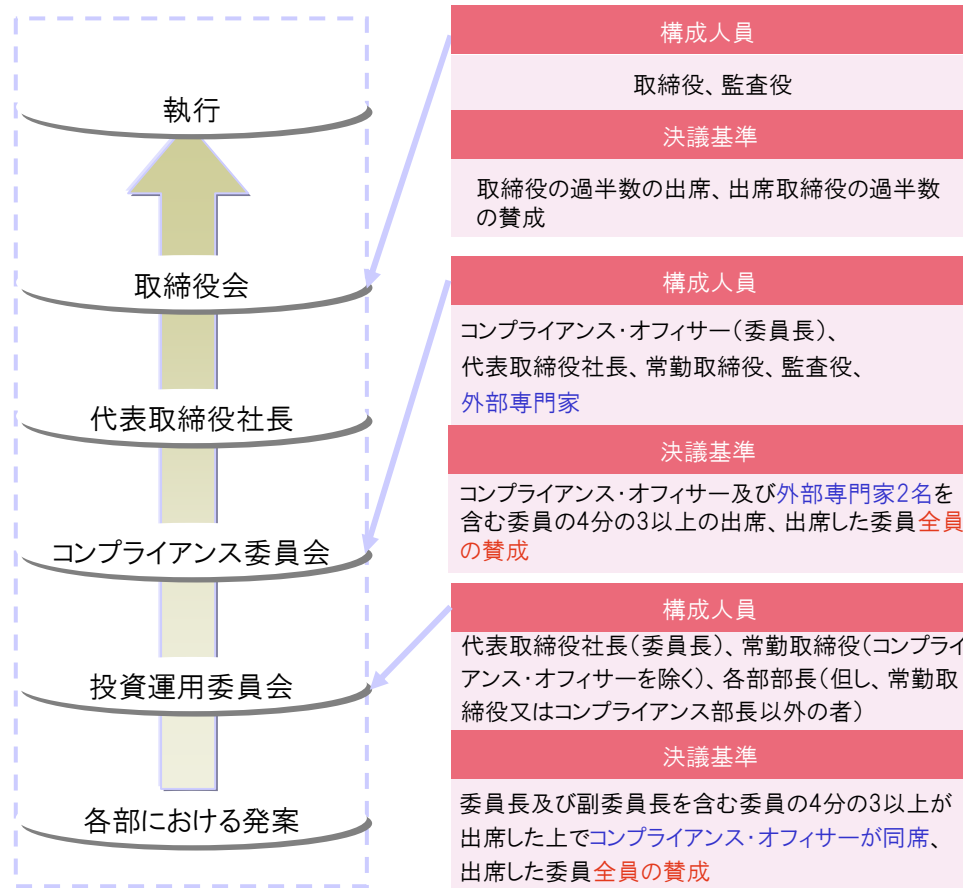 執行
取締役会
代表取締役社長
コンプライアンス委員会
投資運用委員会
各部における発案
構成人員
取締役、監査役
決議基準
取締役の過半数の出席、出席取締役の過半数
の賛成
構成人員
コンプライアンス・オフィサー(委員長)、
代表取締役社長、常勤取締役、監査役、
外部専門家
決議基準
コンプライアンス・オフィサー及び外部専門家2名を
含む委員の4分の3以上の出席、出席した委員全員
の賛成
構成人員
代表取締役社長(委員長)、常勤取締役(コンプライ
アンス・オフィサーを除く)、各部部長(但し、常勤取
締役又はコンプライアンス部長以外の者)
決議基準
委員長及び副委員長を含む委員の4分の3以上が
出席した上でコンプライアンス・オフィサーが同席、
出席した委員全員の賛成